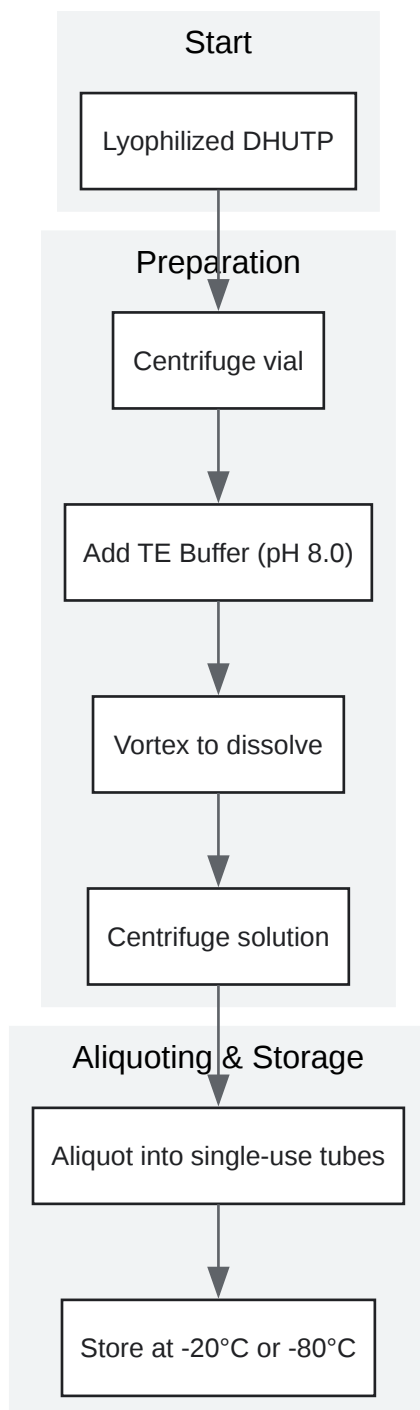 Start
Lyophilized DHUTP
Preparation
Centrifuge vial
Add TE Buffer (pH 8.0)
Vortex to dissolve
Centrifuge solution
Aliquoting & Storage
Aliquot into single-use tubes
Store at -20°C or -80°C